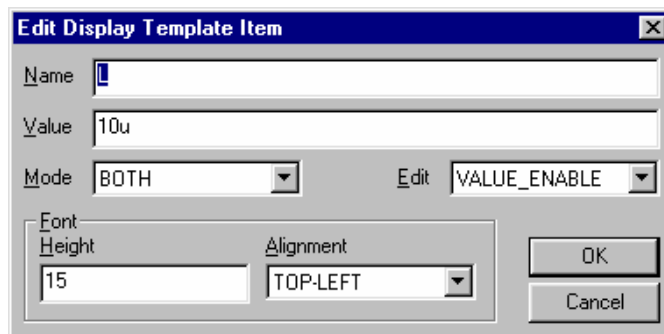 Edit Display Template Item
Name L
Value 10u
Mode BOTH Edit VALUE_ENABLE
Font
Height Alignment
15 TOP-LEFT
OK
Cancel